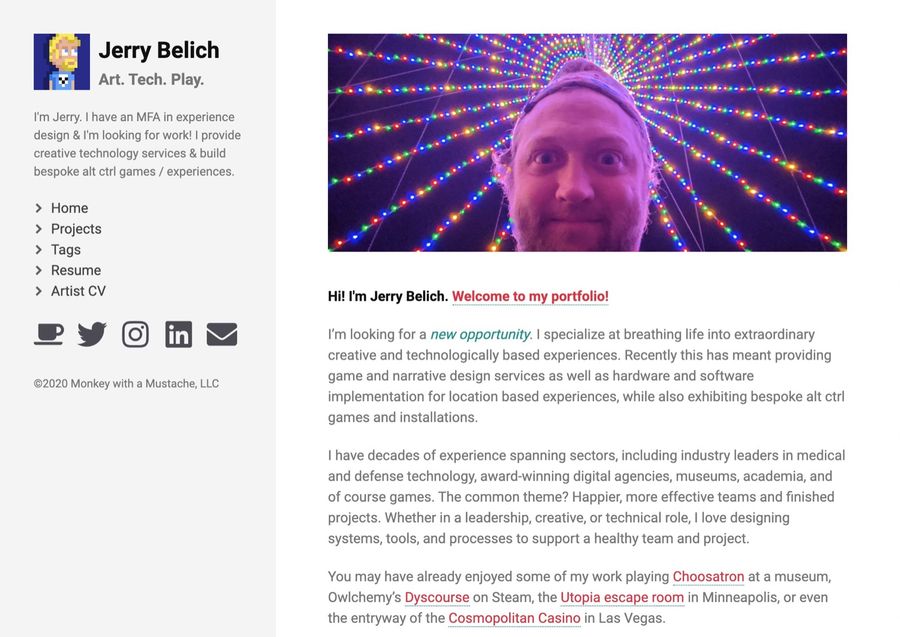 Jerry Belich
Art. Tech. Play.
I'm Jerry. I have an MFA in experience
design & I'm looking for work! I provide
creative technology services & build
bespoke alt ctrl games / experiences.
Home
Projects
Tags
Resume
Artist CV
©2020 Monkey with a Mustache, LLC
Hi! I'm Jerry Belich. Welcome to my portfolio!
I’m looking for a new opportunity. I specialize at breathing life into extraordinary
creative and technologically based experiences. Recently this has meant providing
game and narrative design services as well as hardware and software
implementation for location based experiences, while also exhibiting bespoke alt ctrl
games and installations.
I have decades of experience spanning sectors, including industry leaders in medical
and defense technology, award-winning digital agencies, museums, academia, and
of course games. The common theme? Happier, more effective teams and finished
projects. Whether in a leadership, creative, or technical role, I love designing
systems, tools, and processes to support a healthy team and project.
You may have already enjoyed some of my work playing Choosatron at a museum,
Owlchemy’s Dyscourse on Steam, the Utopia escape room in Minneapolis, or even
the entryway of the Cosmopolitan Casino in Las Vegas.